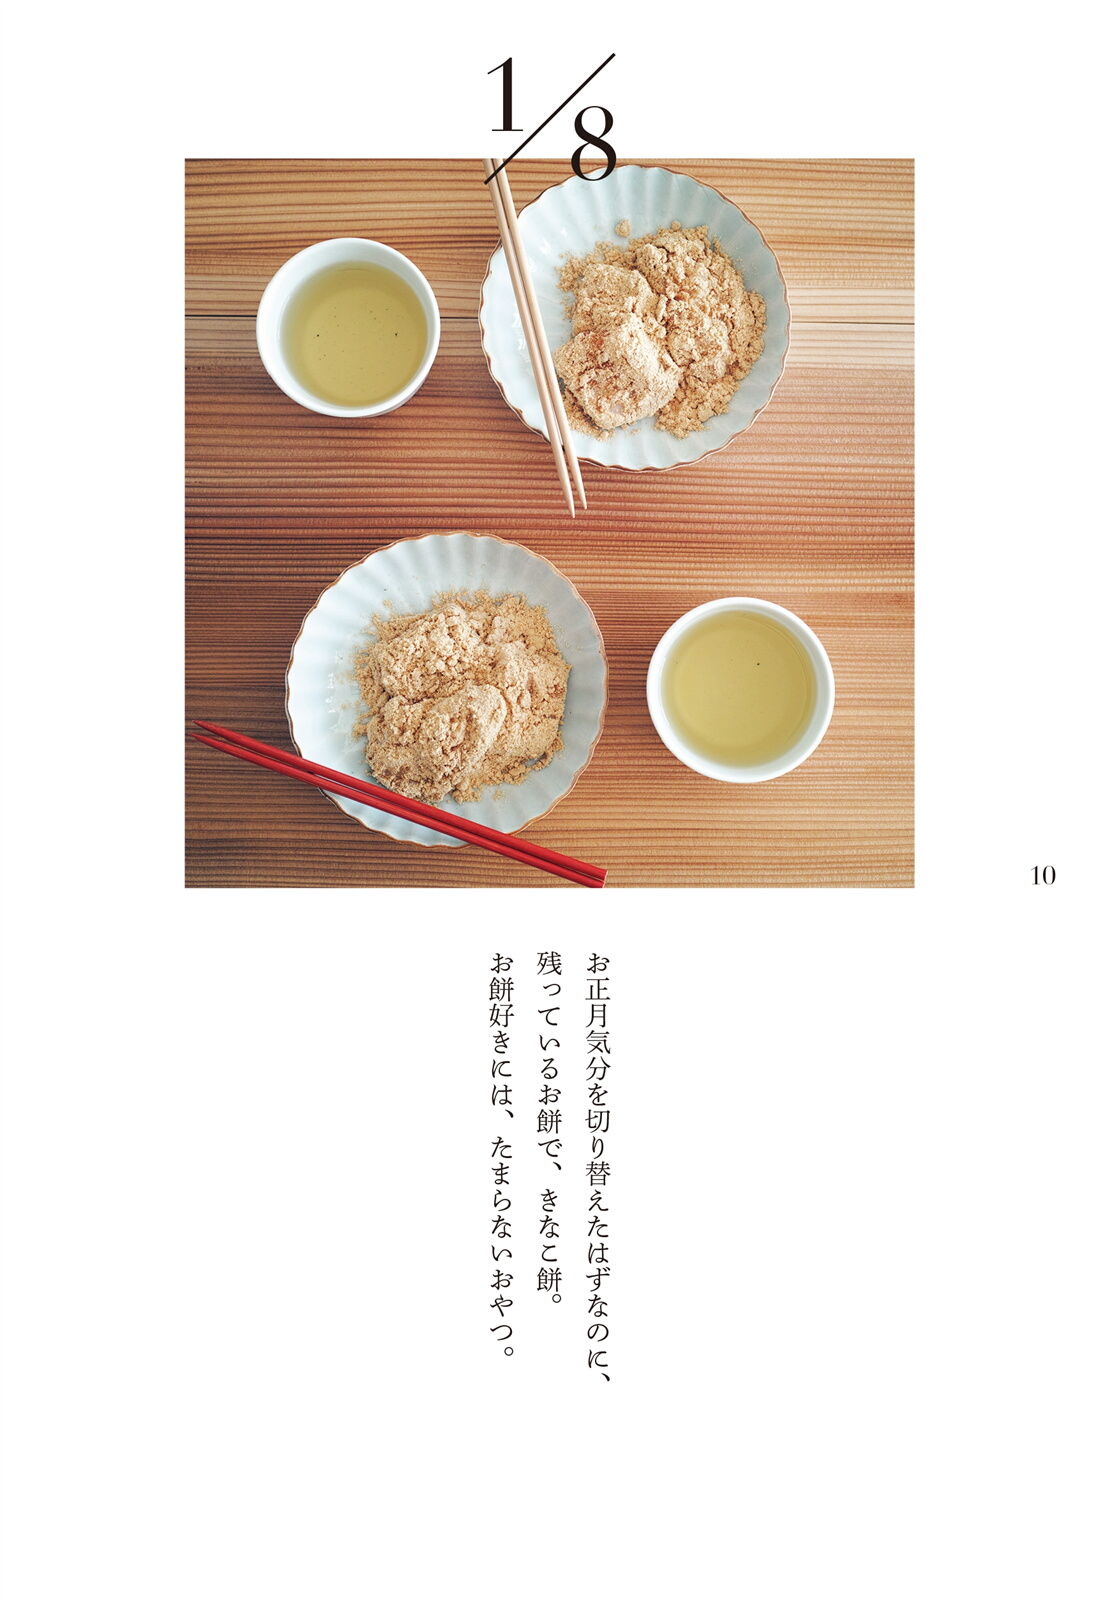 1/8
10
お正月気分を切り替えたはずなのに、
残っているお餅で、きなこ餅。
お餅好きには、たまらないおやつ。